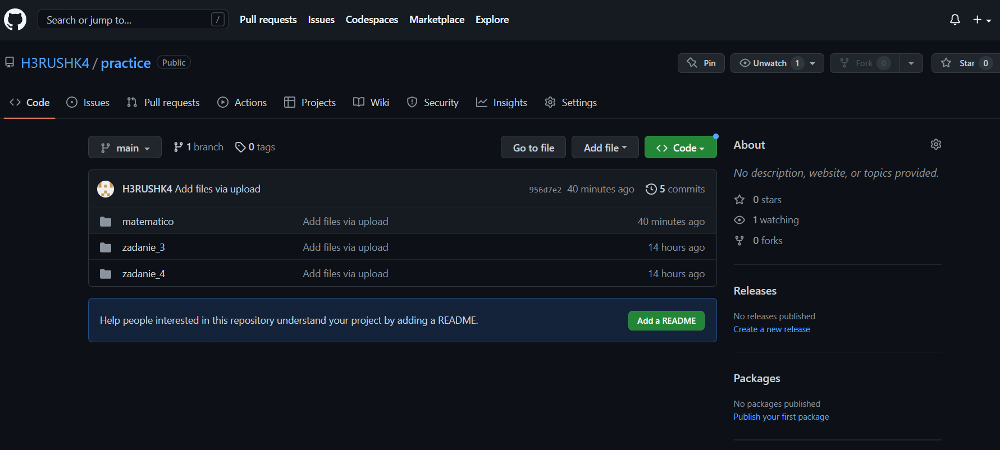 Search or jump to... / Pull requests Issues Codespaces Marketplace Explore
H3RUSHK4 / practice Public Pin Unwatch 1 Fork 0 Star 0
Code Issues Pull requests Actions Projects Wiki Security Insights Settings
main 1 branch 0 tags Go to file Add file Code
H3RUSHK4 Add files via upload 956d7e2 40 minutes ago 5 commits
matematico Add files via upload 40 minutes ago
zadanie_3 Add files via upload 14 hours ago
zadanie_4 Add files via upload 14 hours ago
Help people interested in this repository understand your project by adding a README. Add a README
About
No description, website, or topics provided.
0 stars
1 watching
0 forks
Releases
No releases published
Create a new release
Packages
No packages published
Publish your first package